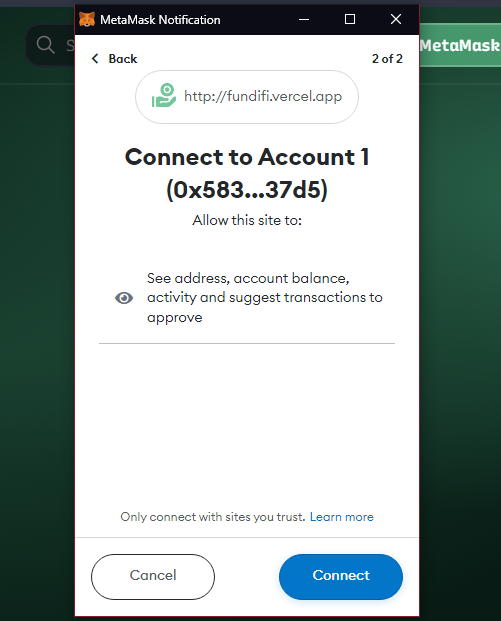 MetaMask Notification
S
MetaMask
Back
2 of 2
http://fundifi.vercel.app
Connect to Account 1
(0x583...37d5)
Allow this site to:
See address, account balance,
activity and suggest transactions to
approve
Only connect with sites you trust. Learn more
Cancel
Connect